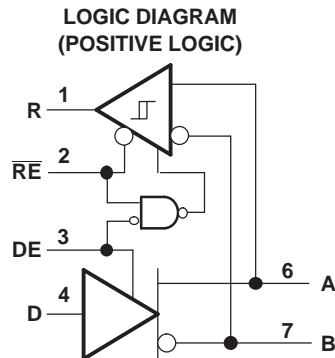 LOGIC DIAGRAM
(POSITIVE LOGIC)
R 1
RE 2
DE 3
D 4
6 A
7 B